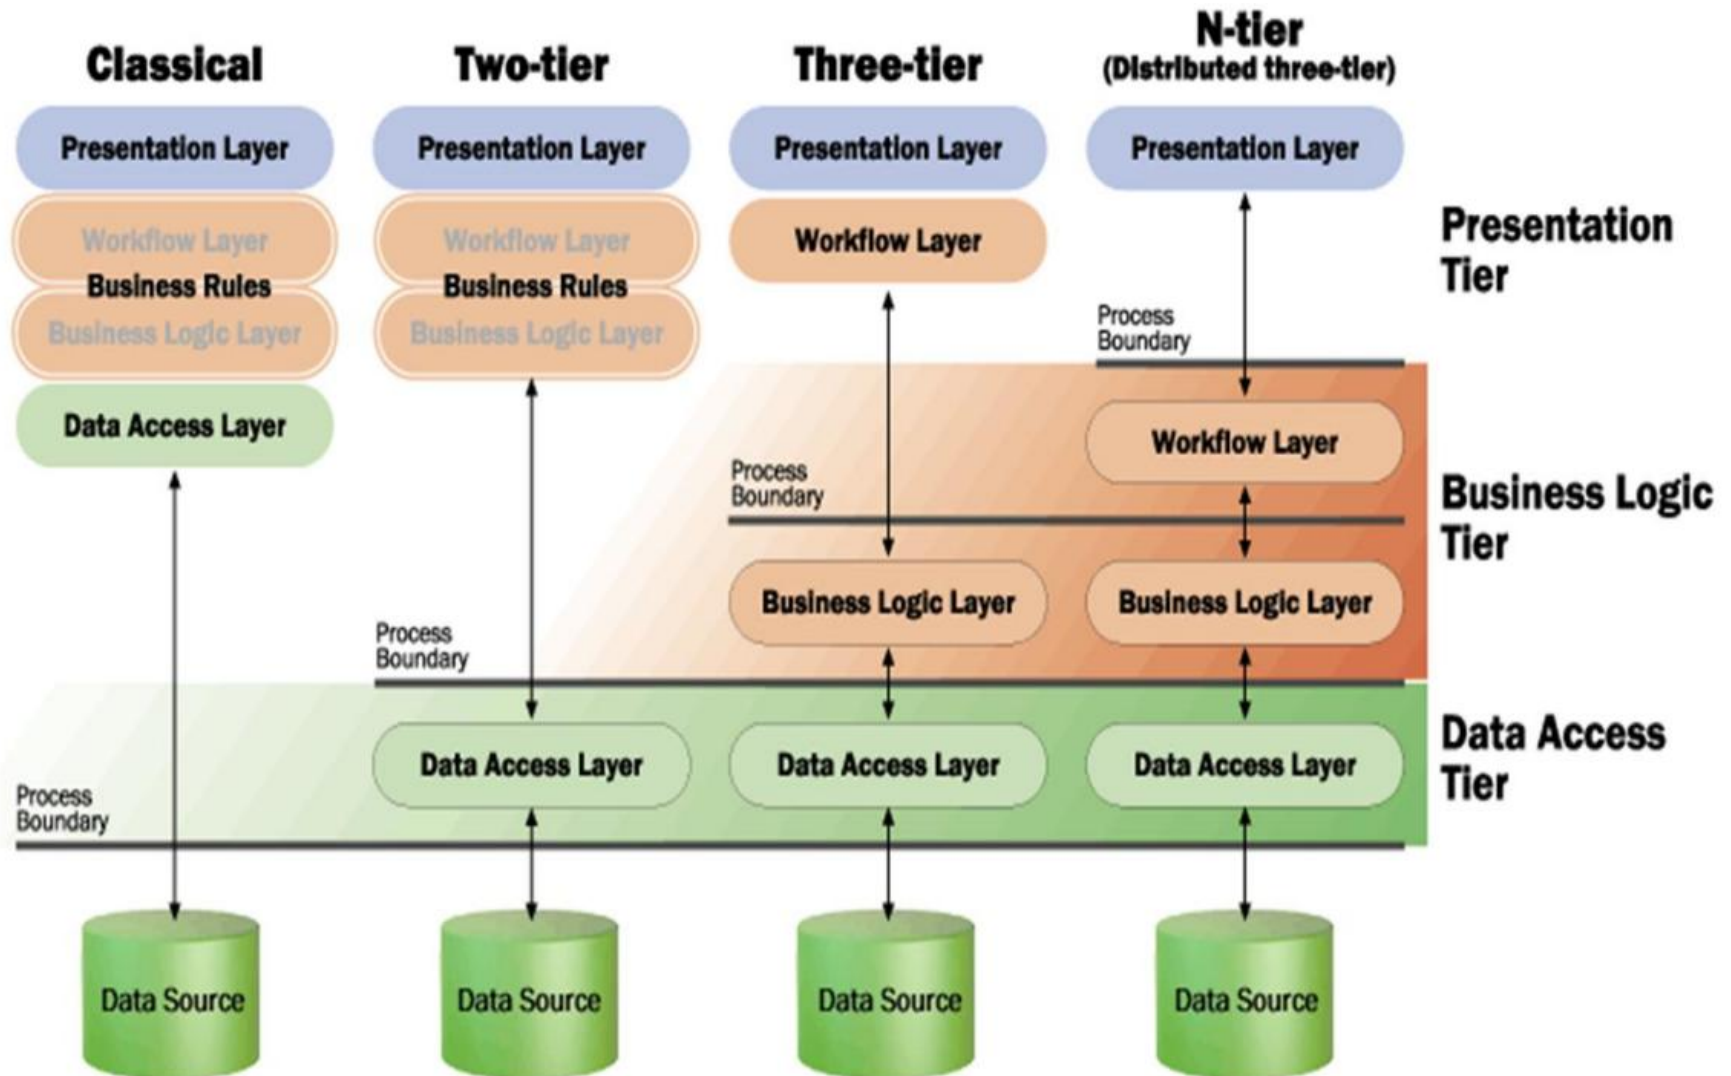 Classical
Two-tier
Three-tier
N-tier
(Distributed three-tier)
Presentation Layer
Presentation Layer
Presentation Layer
Presentation Layer
Workflow Layer
Workflow Layer
Workflow Layer
Presentation
Tier
Business Rules
Business Rules
Business Logic Layer
Business Logic Layer
Process
Boundary
Data Access Layer
Workflow Layer
Process
Boundary
Business Logic
Tier
Business Logic Layer
Business Logic Layer
Process
Boundary
Data Access Layer
Data Access Layer
Data Access Layer
Data Access
Tier
Process
Boundary
Data Source
Data Source
Data Source
Data Source